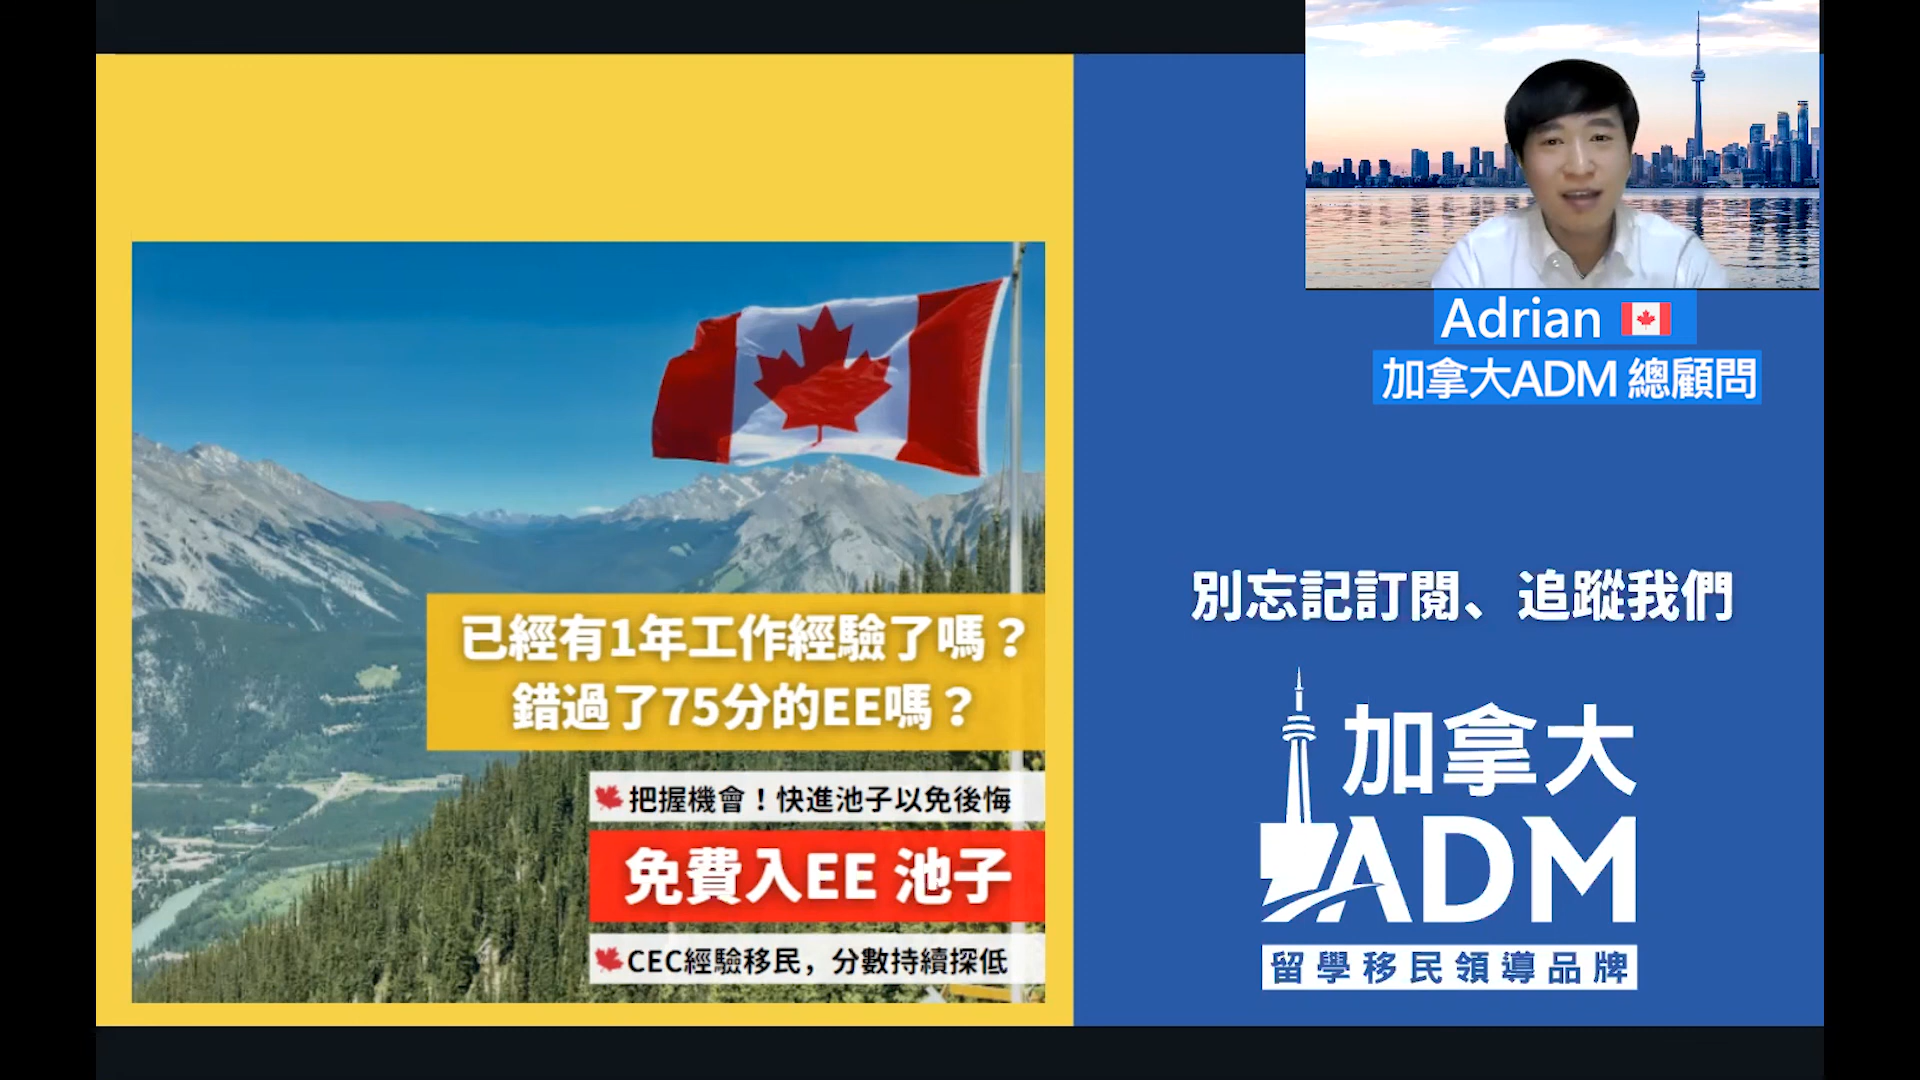 已經有1年工作經驗了嗎？
錯過了75分的EE嗎？
把握機會！快進池子以免後悔
免費入EE 池子
CEC經驗移民，分數持續探低
Adrian
加拿大ADM 總顧問
別忘記訂閱、追蹤我們
加拿大
ADM
留學移民領導品牌